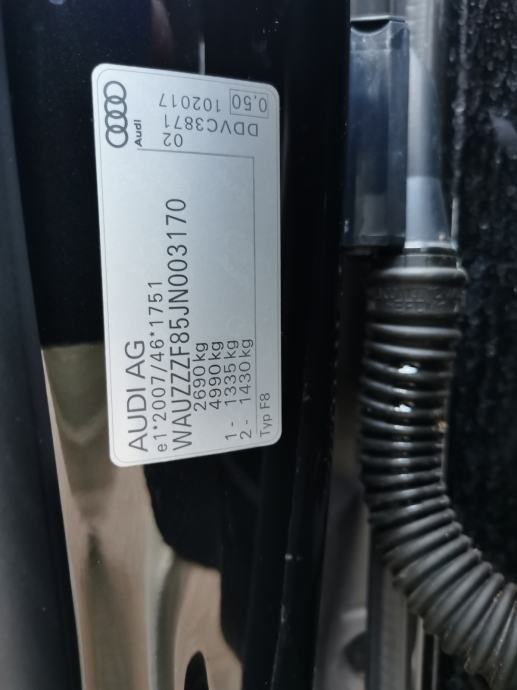 AUDI AG
e1*2007/46*1751
WAUZZZF85JN003170
2690 kg
4990 kg
1 - 1335 kg
2 - 1430 kg
Typ F8
Audi
02
DDVC3871
0,50 102017